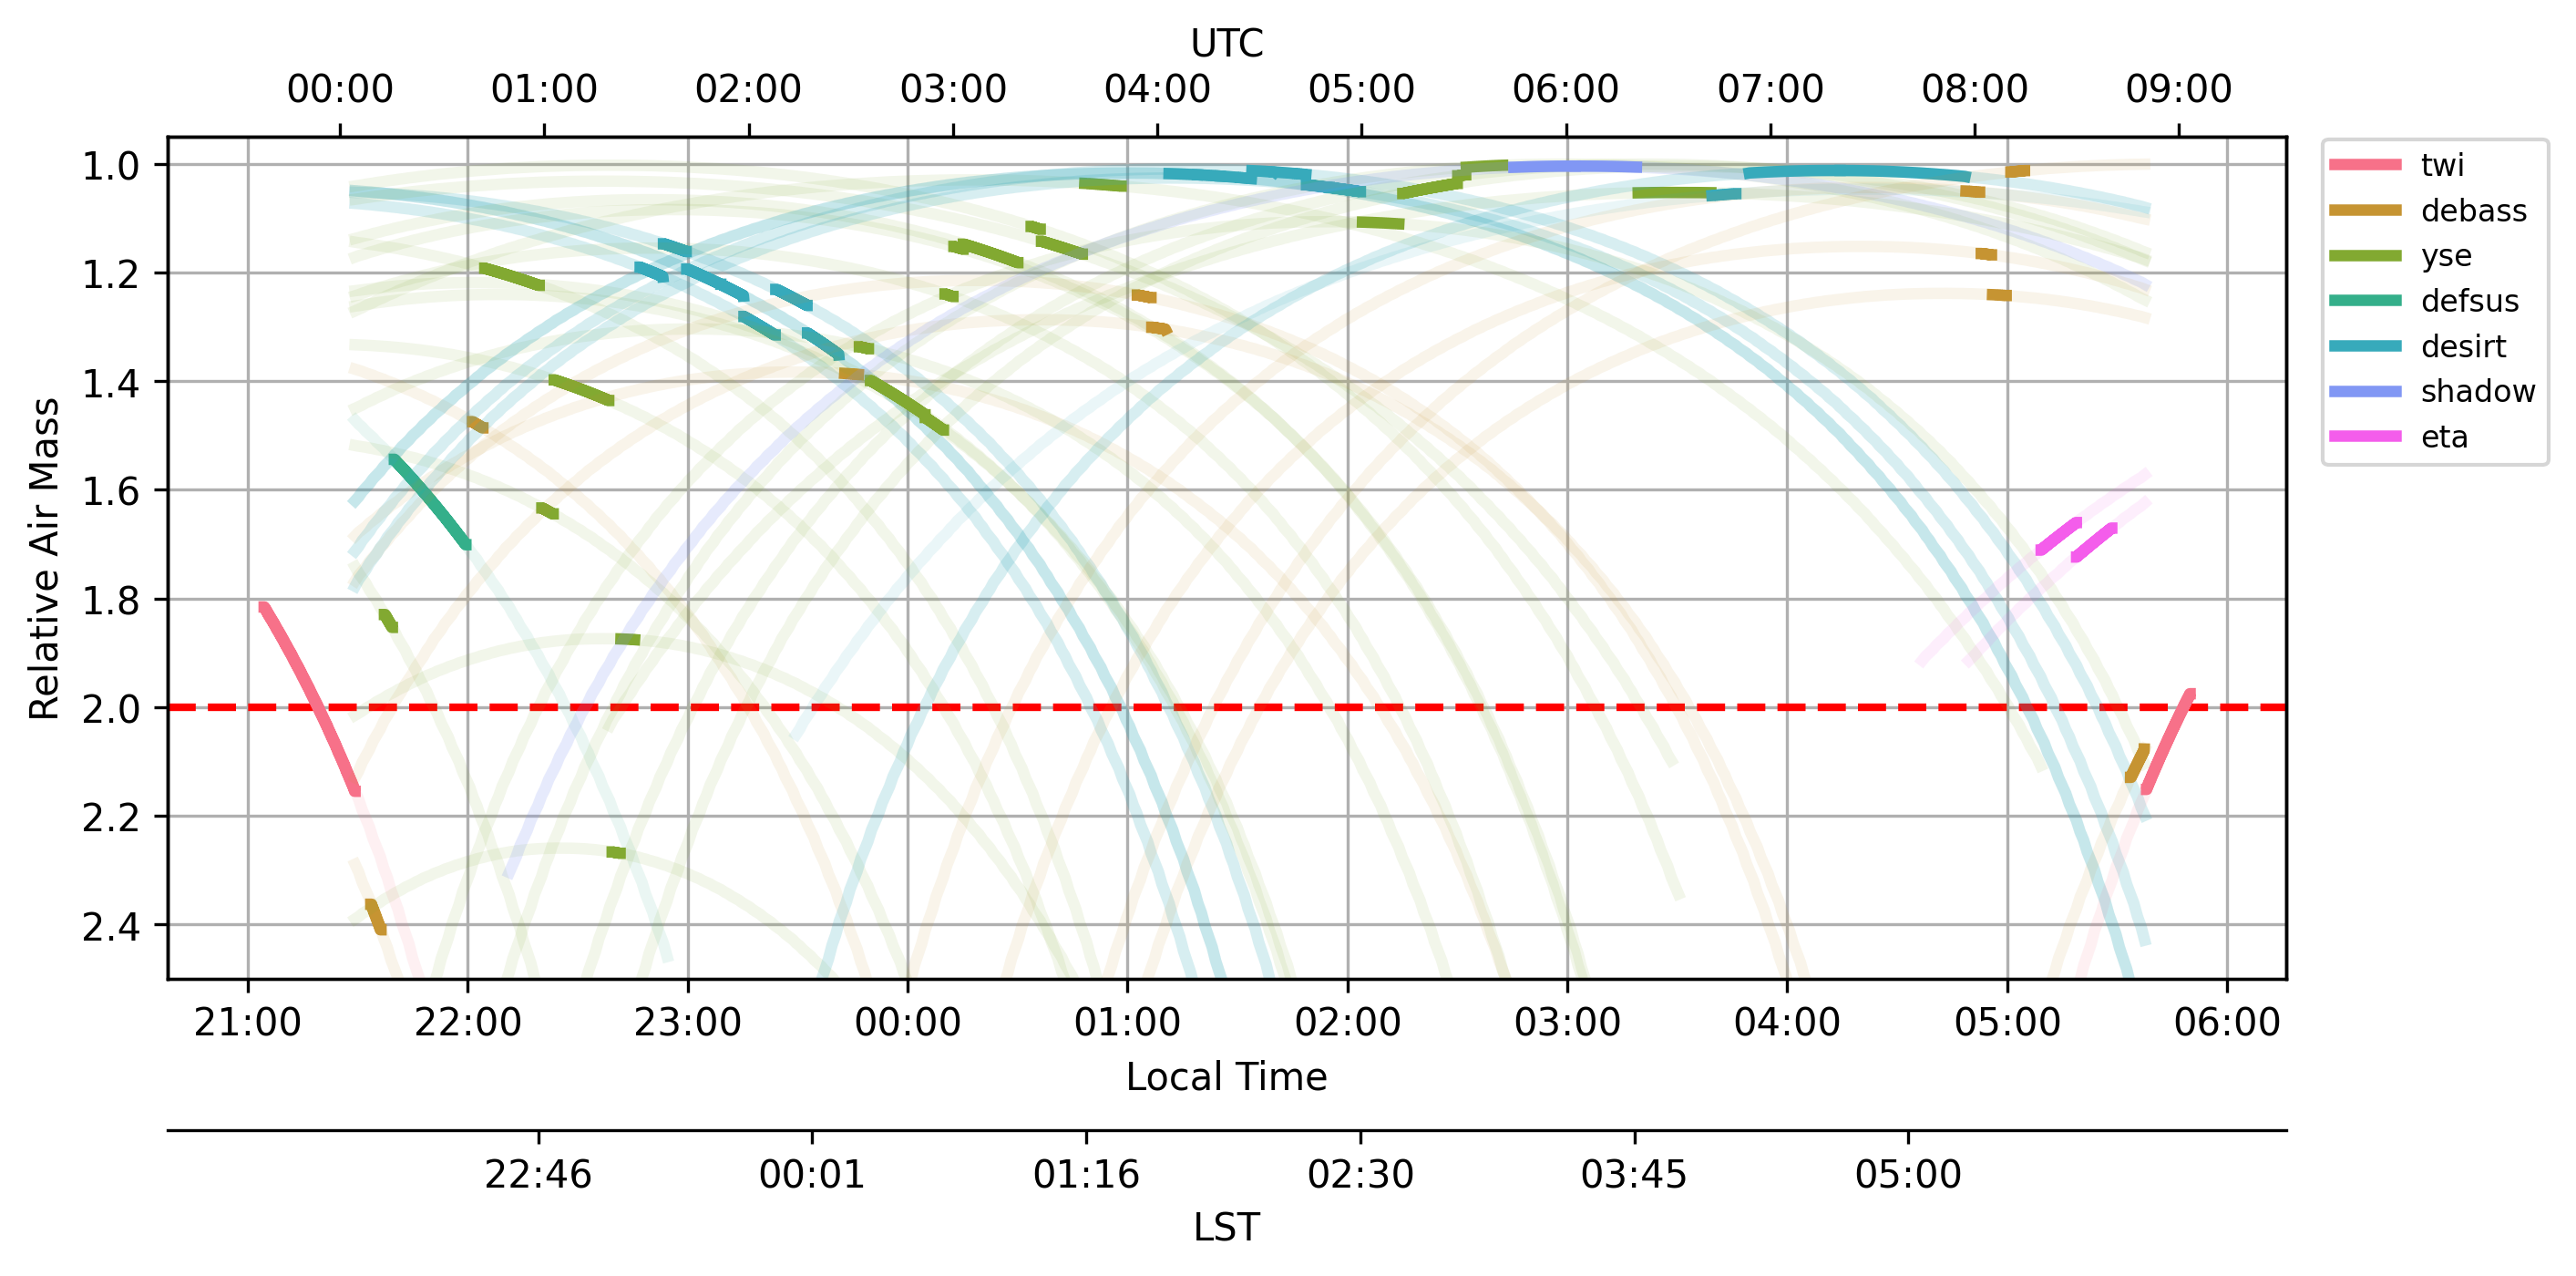 UTC
00:00 01:00 02:00 03:00 04:00 05:00 06:00 07:00 08:00 09:00
Relative Air Mass
1.0
1.2
1.4
1.6
1.8
2.0
2.2
2.4
twi
debass
yse
defsus
desirt
shadow
eta
21:00 22:00 23:00 00:00 01:00 02:00 03:00 04:00 05:00 06:00
Local Time
22:46 00:01 01:16 02:30 03:45 05:00
LST